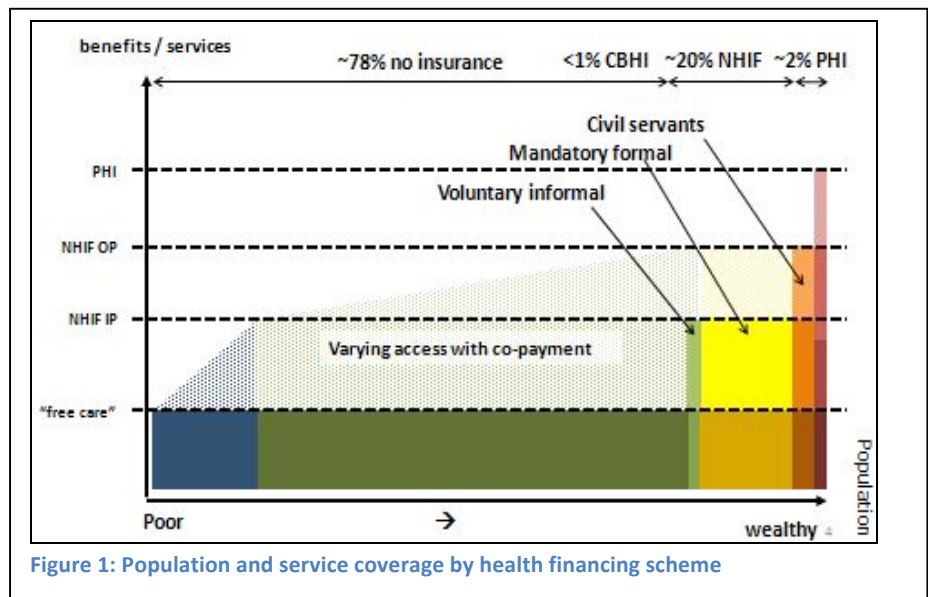 benefits / services
~78% no insurance
<1% CBHI
~20% NHIF
~2% PHI
Civil servants
Mandatory formal
Voluntary informal
PHI
NHIF OP
NHIF IP
Varying access with co-payment
"free care"
Population
Poor
→
wealthy
4
Figure 1: Population and service coverage by health financing scheme